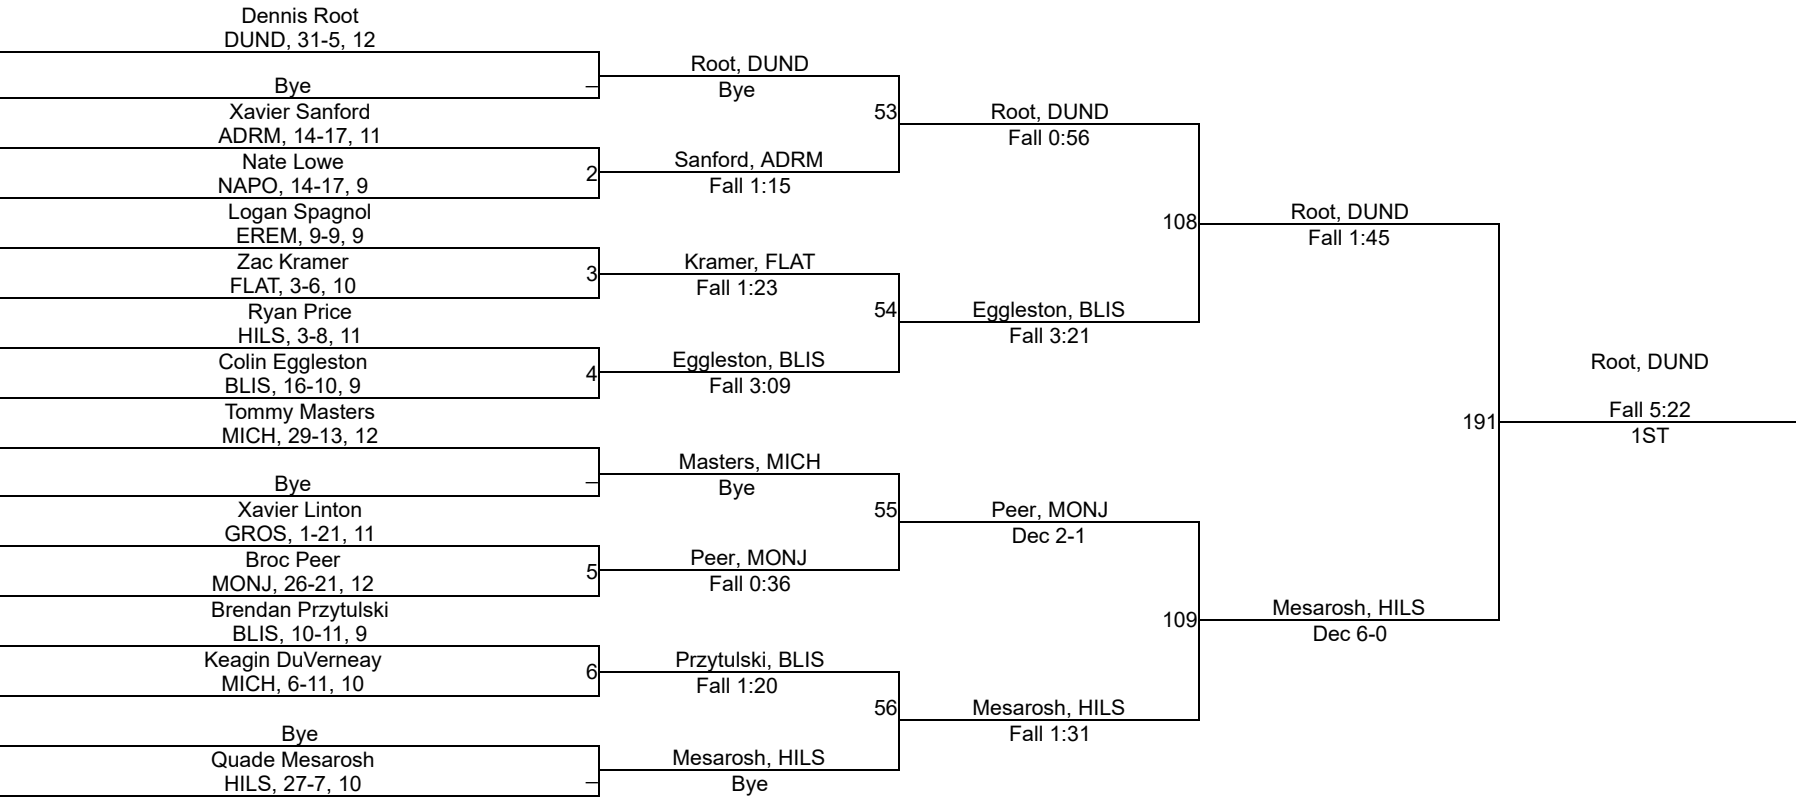 Dennis Root
DUND, 31-5, 12
Bye
–
Xavier Sanford
ADRM, 14-17, 11
Nate Lowe
NAPO, 14-17, 9
2
Logan Spagnol
EREM, 9-9, 9
Zac Kramer
FLAT, 3-6, 10
3
Ryan Price
HILS, 3-8, 11
Colin Eggleston
BLIS, 16-10, 9
4
Tommy Masters
MICH, 29-13, 12
Bye
–
Xavier Linton
GROS, 1-21, 11
Broc Peer
MONJ, 26-21, 12
5
Brendan Przytulski
BLIS, 10-11, 9
Keagin DuVerneay
MICH, 6-11, 10
6
Bye
Quade Mesarosh
HILS, 27-7, 10
–
Root, DUND
Bye
53
Sanford, ADRM
Fall 1:15
Kramer, FLAT
Fall 1:23
54
Eggleston, BLIS
Fall 3:09
Masters, MICH
Bye
55
Peer, MONJ
Fall 0:36
Przytulski, BLIS
Fall 1:20
56
Mesarosh, HILS
Bye
Root, DUND
Fall 0:56
108
Eggleston, BLIS
Fall 3:21
Peer, MONJ
Dec 2-1
109
Mesarosh, HILS
Fall 1:31
Root, DUND
Fall 1:45
191
Mesarosh, HILS
Dec 6-0
Root, DUND
Fall 5:22
1ST